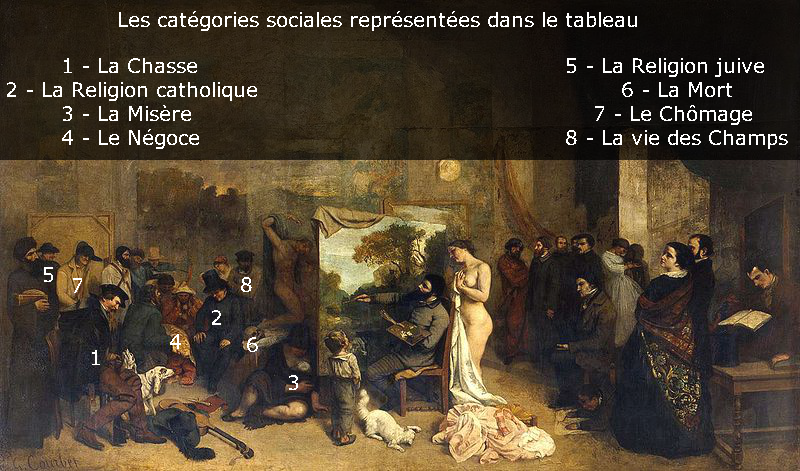 Les catégories sociales représentées dans le tableau
1 - La Chasse
2 - La Religion catholique
3 - La Misère
4 - Le Négoce
5 - La Religion juive
6 - La Mort
7 - Le Chômage
8 - La vie des Champs
5
7
8
2
4
6
1
3
G. Courbet